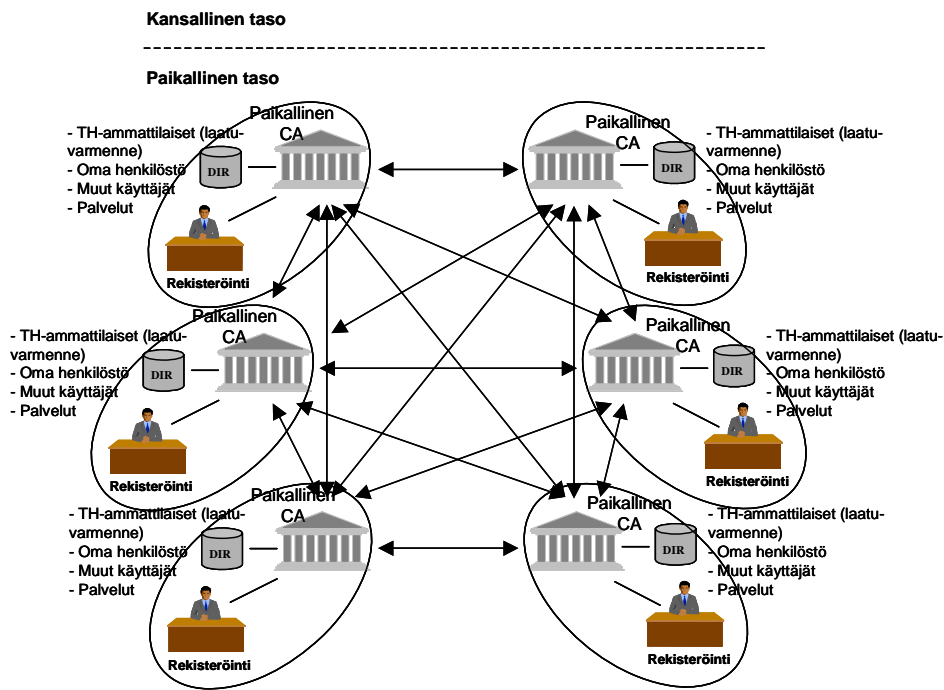 Kansallinen taso
Paikallinen taso
Paikallinen
CA
- TH-ammattilaiset (laatu-
varmenne)
- Oma henkilöstö
- Muut käyttäjät
- Palvelut
DIR
Rekisteröinti
Paikallinen
CA
- TH-ammattilaiset (laatu-
varmenne)
- Oma henkilöstö
- Muut käyttäjät
- Palvelut
DIR
Rekisteröinti
Paikallinen
CA
- TH-ammattilaiset (laatu-
varmenne)
- Oma henkilöstö
- Muut käyttäjät
- Palvelut
DIR
Rekisteröinti
Paikallinen
CA
- TH-ammattilaiset (laatu-
varmenne)
- Oma henkilöstö
- Muut käyttäjät
- Palvelut
DIR
Rekisteröinti
Paikallinen
CA
- TH-ammattilaiset (laatu-
varmenne)
- Oma henkilöstö
- Muut käyttäjät
- Palvelut
DIR
Rekisteröinti
Paikallinen
CA
- TH-ammattilaiset (laatu-
varmenne)
- Oma henkilöstö
- Muut käyttäjät
- Palvelut
DIR
Rekisteröinti